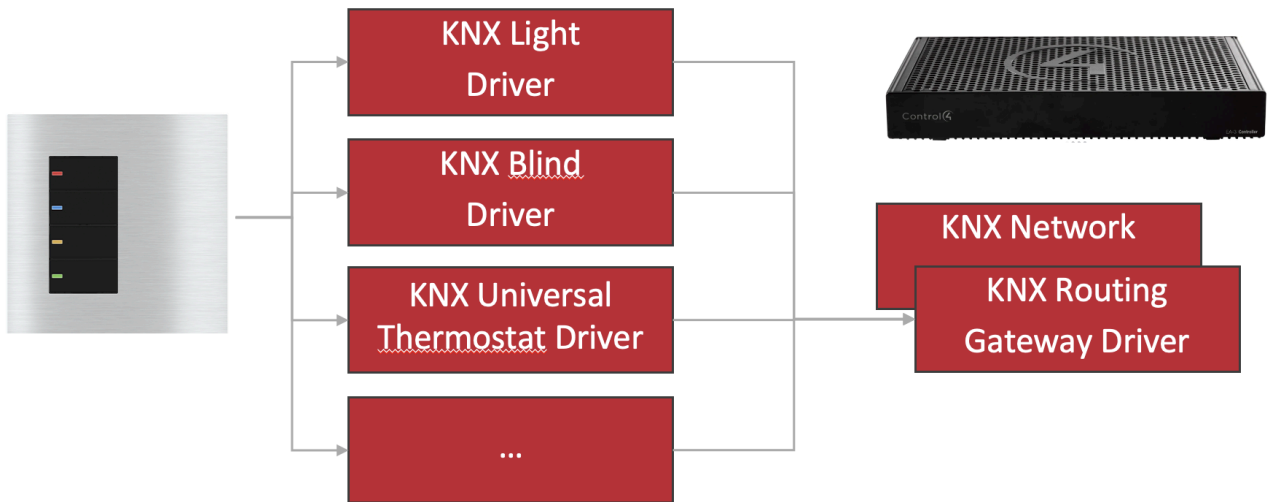 KNX Light
Driver
KNX Blind
Driver
KNX Universal
Thermostat Driver
...
Control4
KNX Network
KNX Routing
Gateway Driver